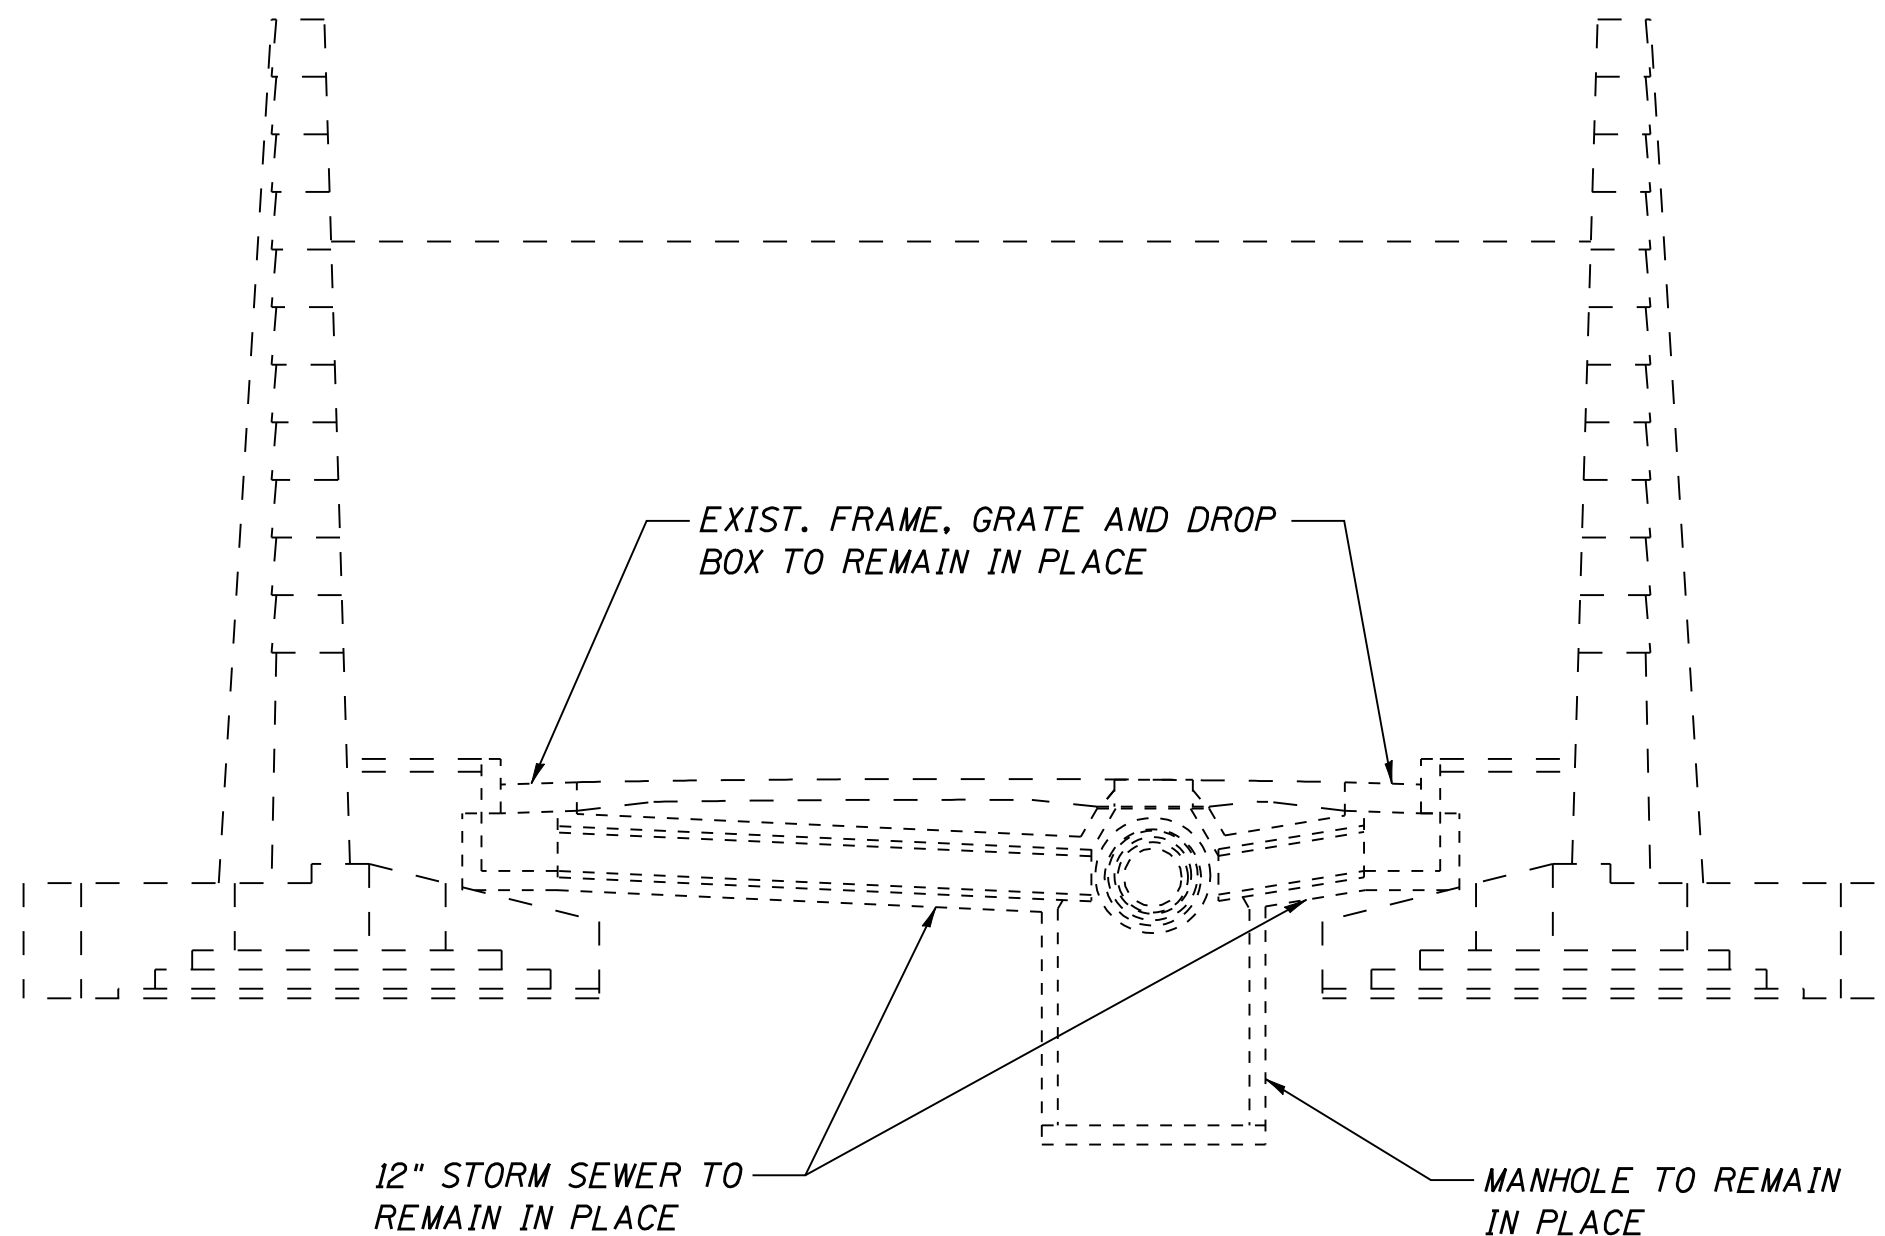 EXIST. FRAME, GRATE AND DROP
BOX TO REMAIN IN PLACE
12" STORM SEWER TO
REMAIN IN PLACE
MANHOLE TO REMAIN
IN PLACE